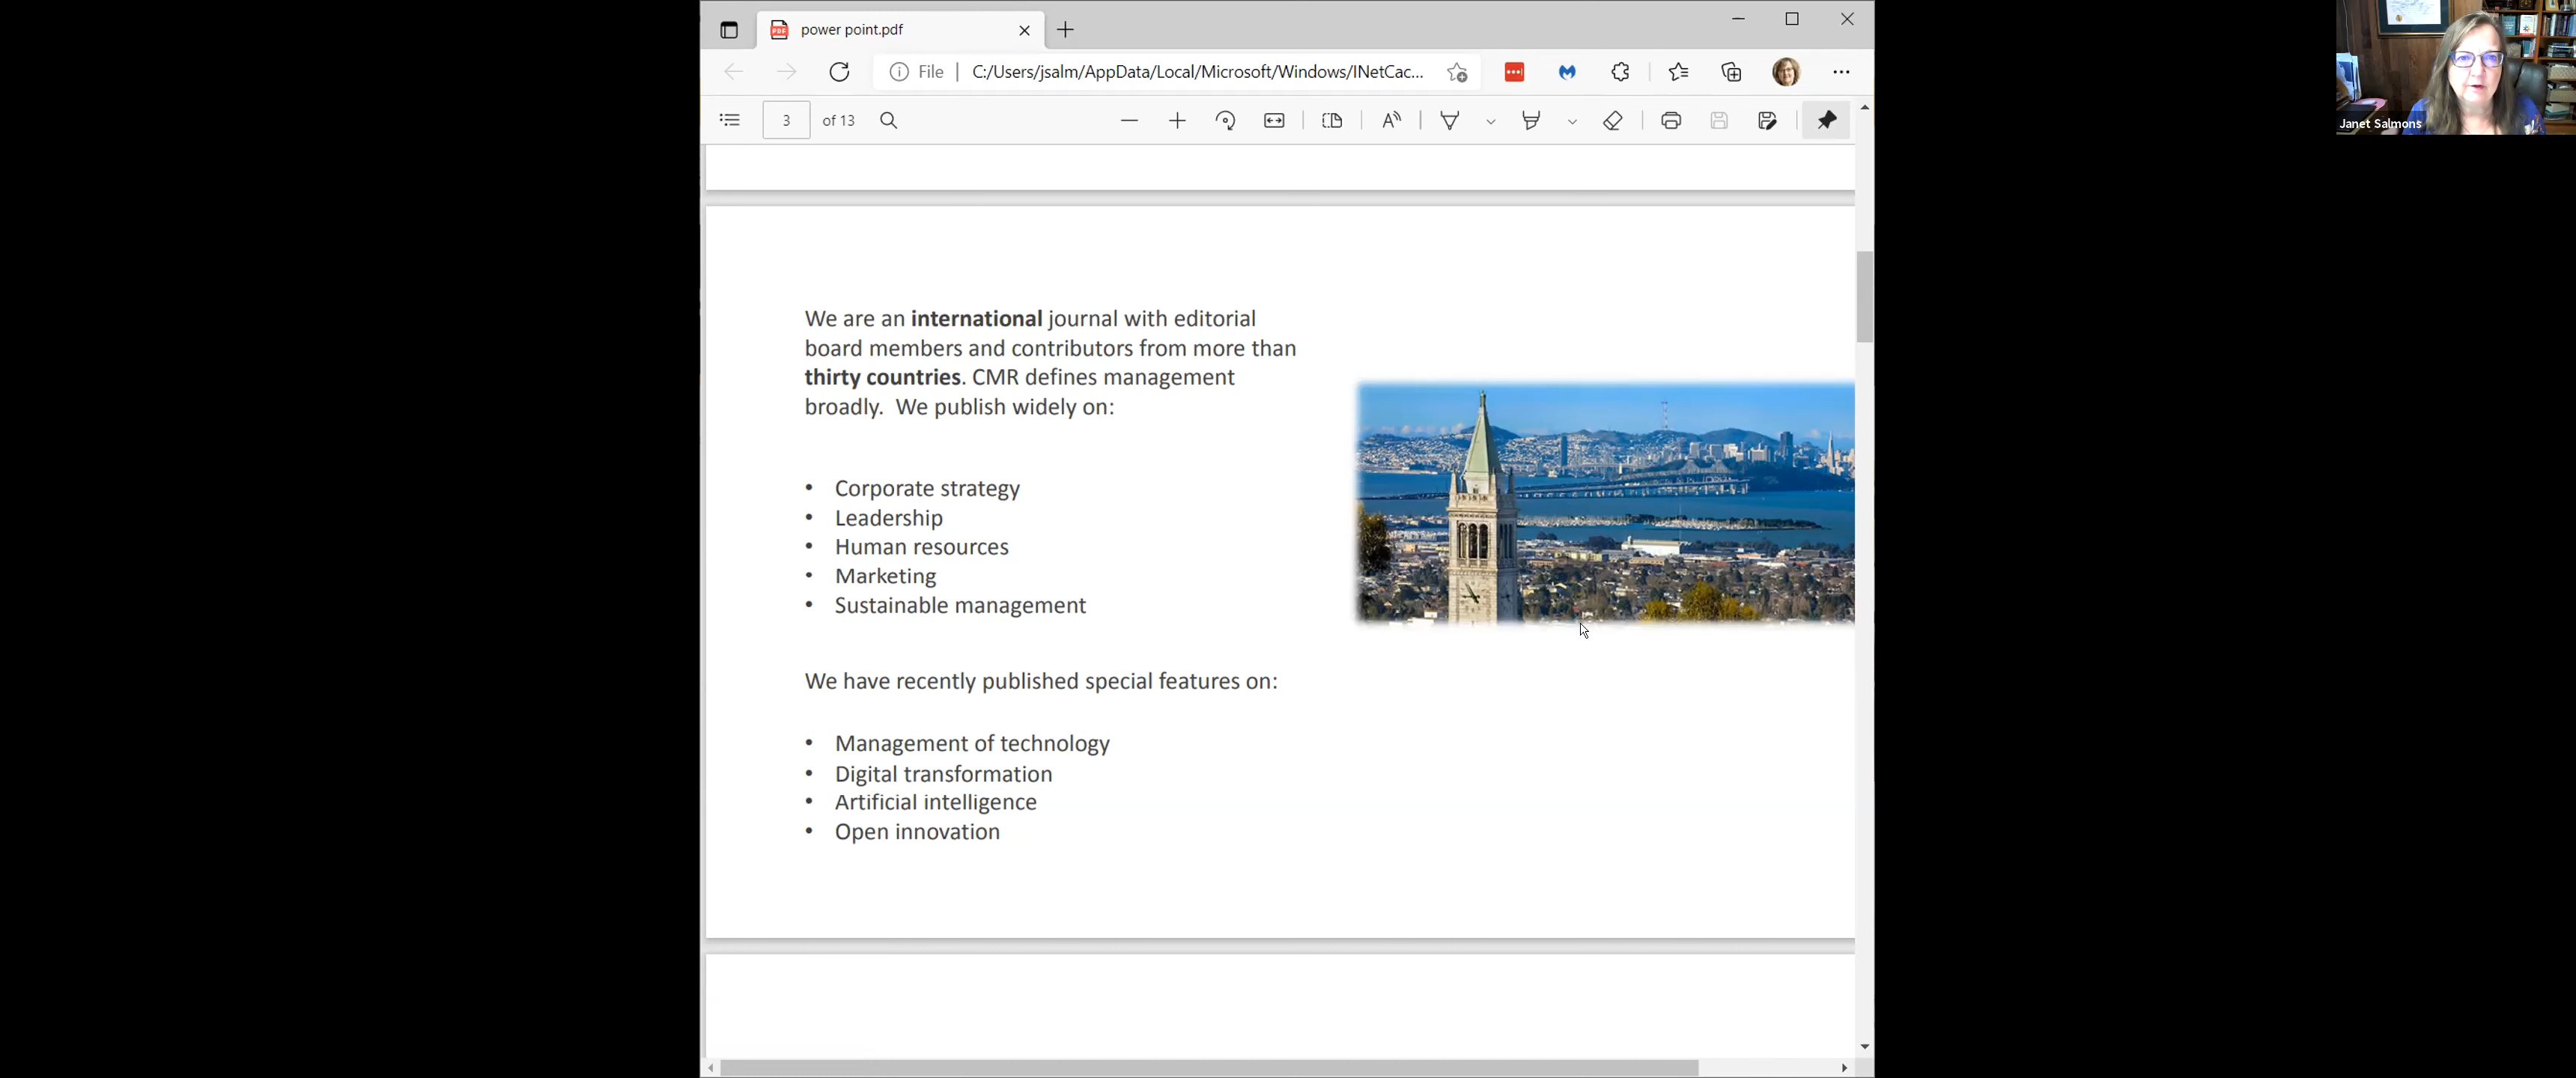 power point.pdf
File | C:/Users/jsalm/AppData/Local/Microsoft/Windows/INetCac...
3 of 13
Janet Salmons
We are an international journal with editorial
board members and contributors from more than
thirty countries. CMR defines management
broadly. We publish widely on:
• Corporate strategy
• Leadership
• Human resources
• Marketing
• Sustainable management
We have recently published special features on:
• Management of technology
• Digital transformation
• Artificial intelligence
• Open innovation